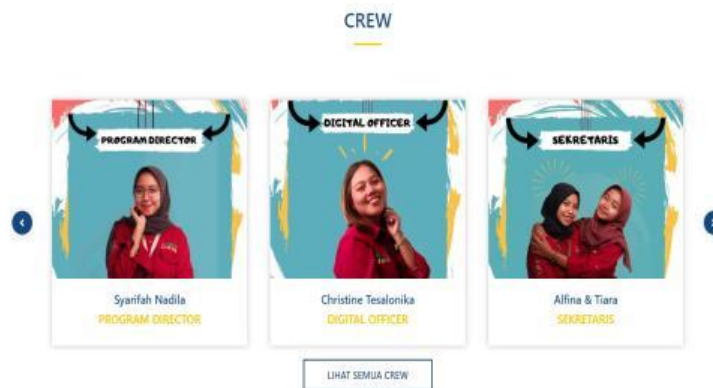 CREW
PROGRAM DIRECTOR
DIGITAL OFFICER
SEKRETARIS
Syarifah Nadila
PROGRAM DIRECTOR
Christine Tesalonika
DIGITAL OFFICER
Alfina & Tiara
SEKRETARIS
LIHAT SEMUA CREW